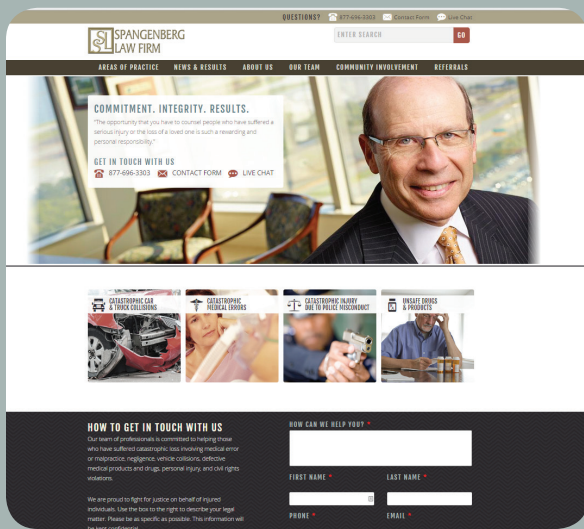 QUESTIONS? 877-696-3303 Contact Form Live Chat
SPANGENBERG
LAW FIRM
SL
ENTER SEARCH
GO
AREAS OF PRACTICE NEWS & RESULTS ABOUT US OUR TEAM COMMUNITY INVOLVEMENT REFERRALS
COMMITMENT. INTEGRITY. RESULTS.
"The opportunity that you have to counsel people who have suffered a
serious injury or the loss of a loved one is such a rewarding and
personal responsibility."
GET IN TOUCH WITH US
877-696-3303 CONTACT FORM LIVE CHAT
CATASTROPHIC CAR
& TRUCK COLLISIONS
CATASTROPHIC
MEDICAL ERRORS
CATASTROPHIC INJURY
DUE TO POLICE MISCONDUCT
UNSAFE DRUGS
& PRODUCTS
HOW TO GET IN TOUCH WITH US
Our team of professionals is committed to helping those
who have suffered catastrophic loss involving medical error
or malpractice, negligence, vehicle collisions, defective
medical products and drugs, personal injury, and civil rights
violations.
We are proud to fight for justice on behalf of injured
individuals. Use the box to the right to describe your legal
matter. Please be as specific as possible. This information will
be kept confidential
HOW CAN WE HELP YOU? *
FIRST NAME * LAST NAME *
PHONE * EMAIL *